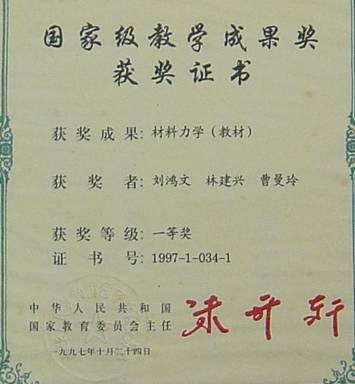 国家级教学成果奖
获奖证书
获奖成果:材料力学(教材)
获奖者:刘鸿文 林建兴 曹曼玲
获奖等级:一等奖
证书号:1997-1-034-1
中华人民共和国
国家教育委员会主任 朱开轩
一九九七年十月二十四日